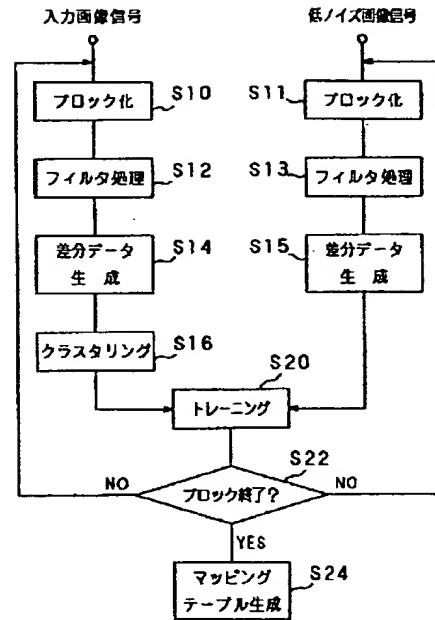 入力画像信号
低ノイズ画像信号
ブロック化
S10
S11
ブロック化
フィルタ処理
S12
S13
フィルタ処理
差分データ
生成
S14
S15
差分データ
生成
クラスタリング
S16
S20
トレーニング
S22
NO
ブロック終了?
NO
YES
マッピング
テーブル生成
S24